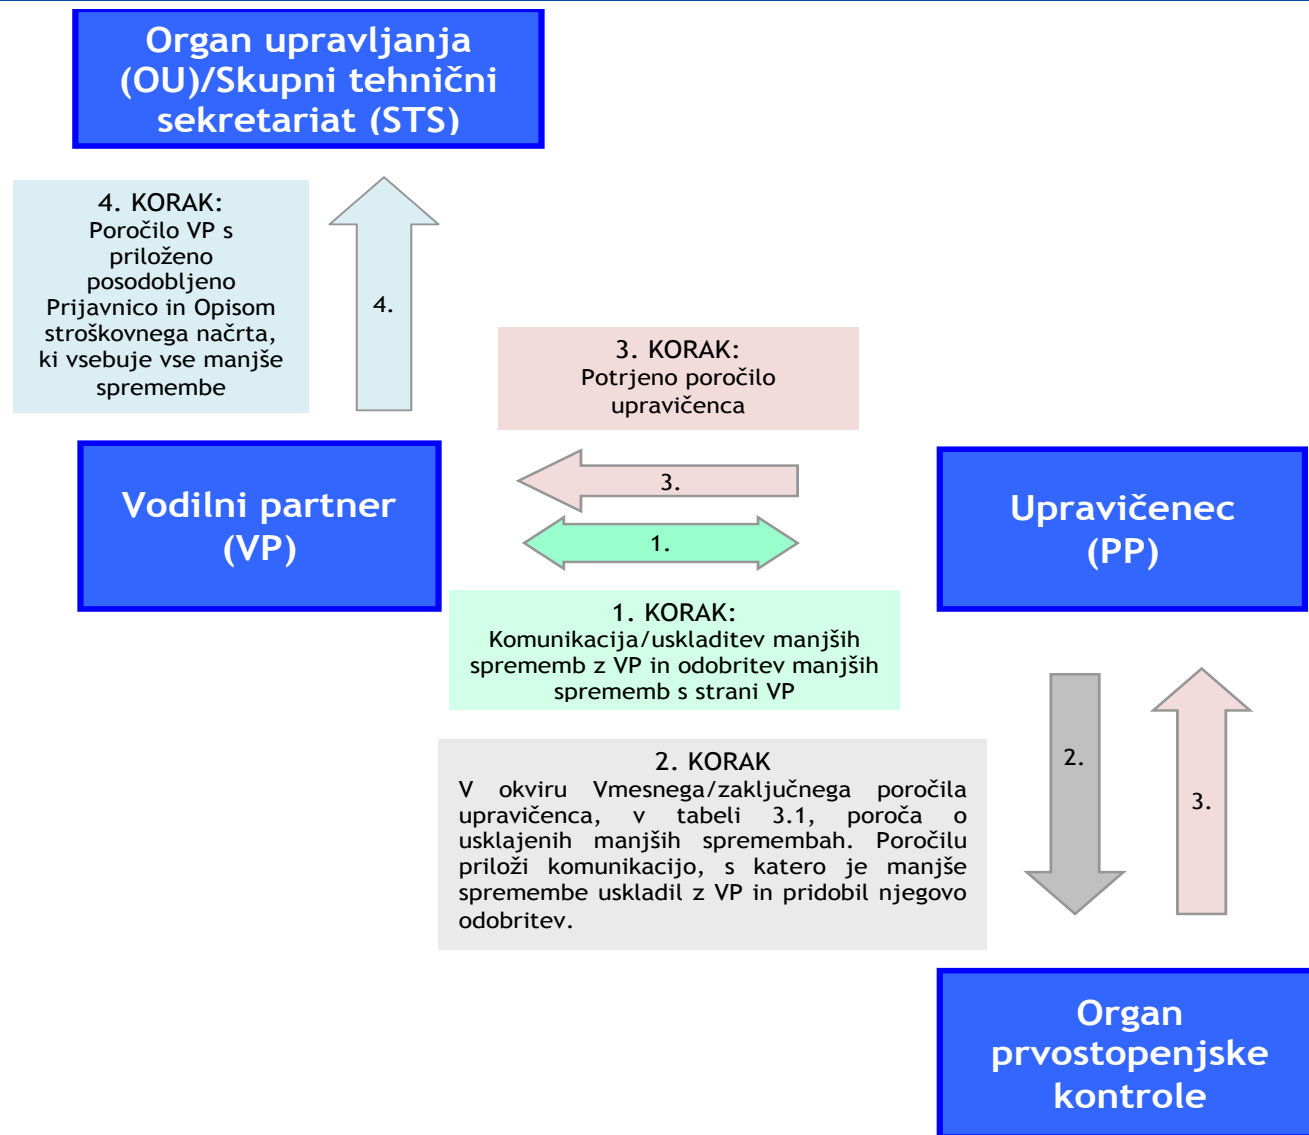 Organ upravljanja
(OU)/Skupni tehnični
sekretariat (STS)
4. KORAK:
Poročilo VP s
priloženo
posodobljeno
Prijavnico in Opisom
stroškovnega načrta,
ki vsebuje vse manjše
spremembe
4.
3. KORAK:
Potrjeno poročilo
upravičenca
Vodilni partner
(VP)
3.
1.
Upravičenec
(PP)
1. KORAK:
Komunikacija/uskladitev manjših
sprememb z VP in odobritev manjših
sprememb s strani VP
2. KORAK
V okviru Vmesnega/zaključnega poročila
upravičenca, v tabeli 3.1, poroča o
usklajenih manjših spremembah. Poročilu
priloži komunikacijo, s katero je manjše
spremembe uskladil z VP in pridobil njegovo
odobritev.
2.
3.
Organ
prvostopenjske
kontrole